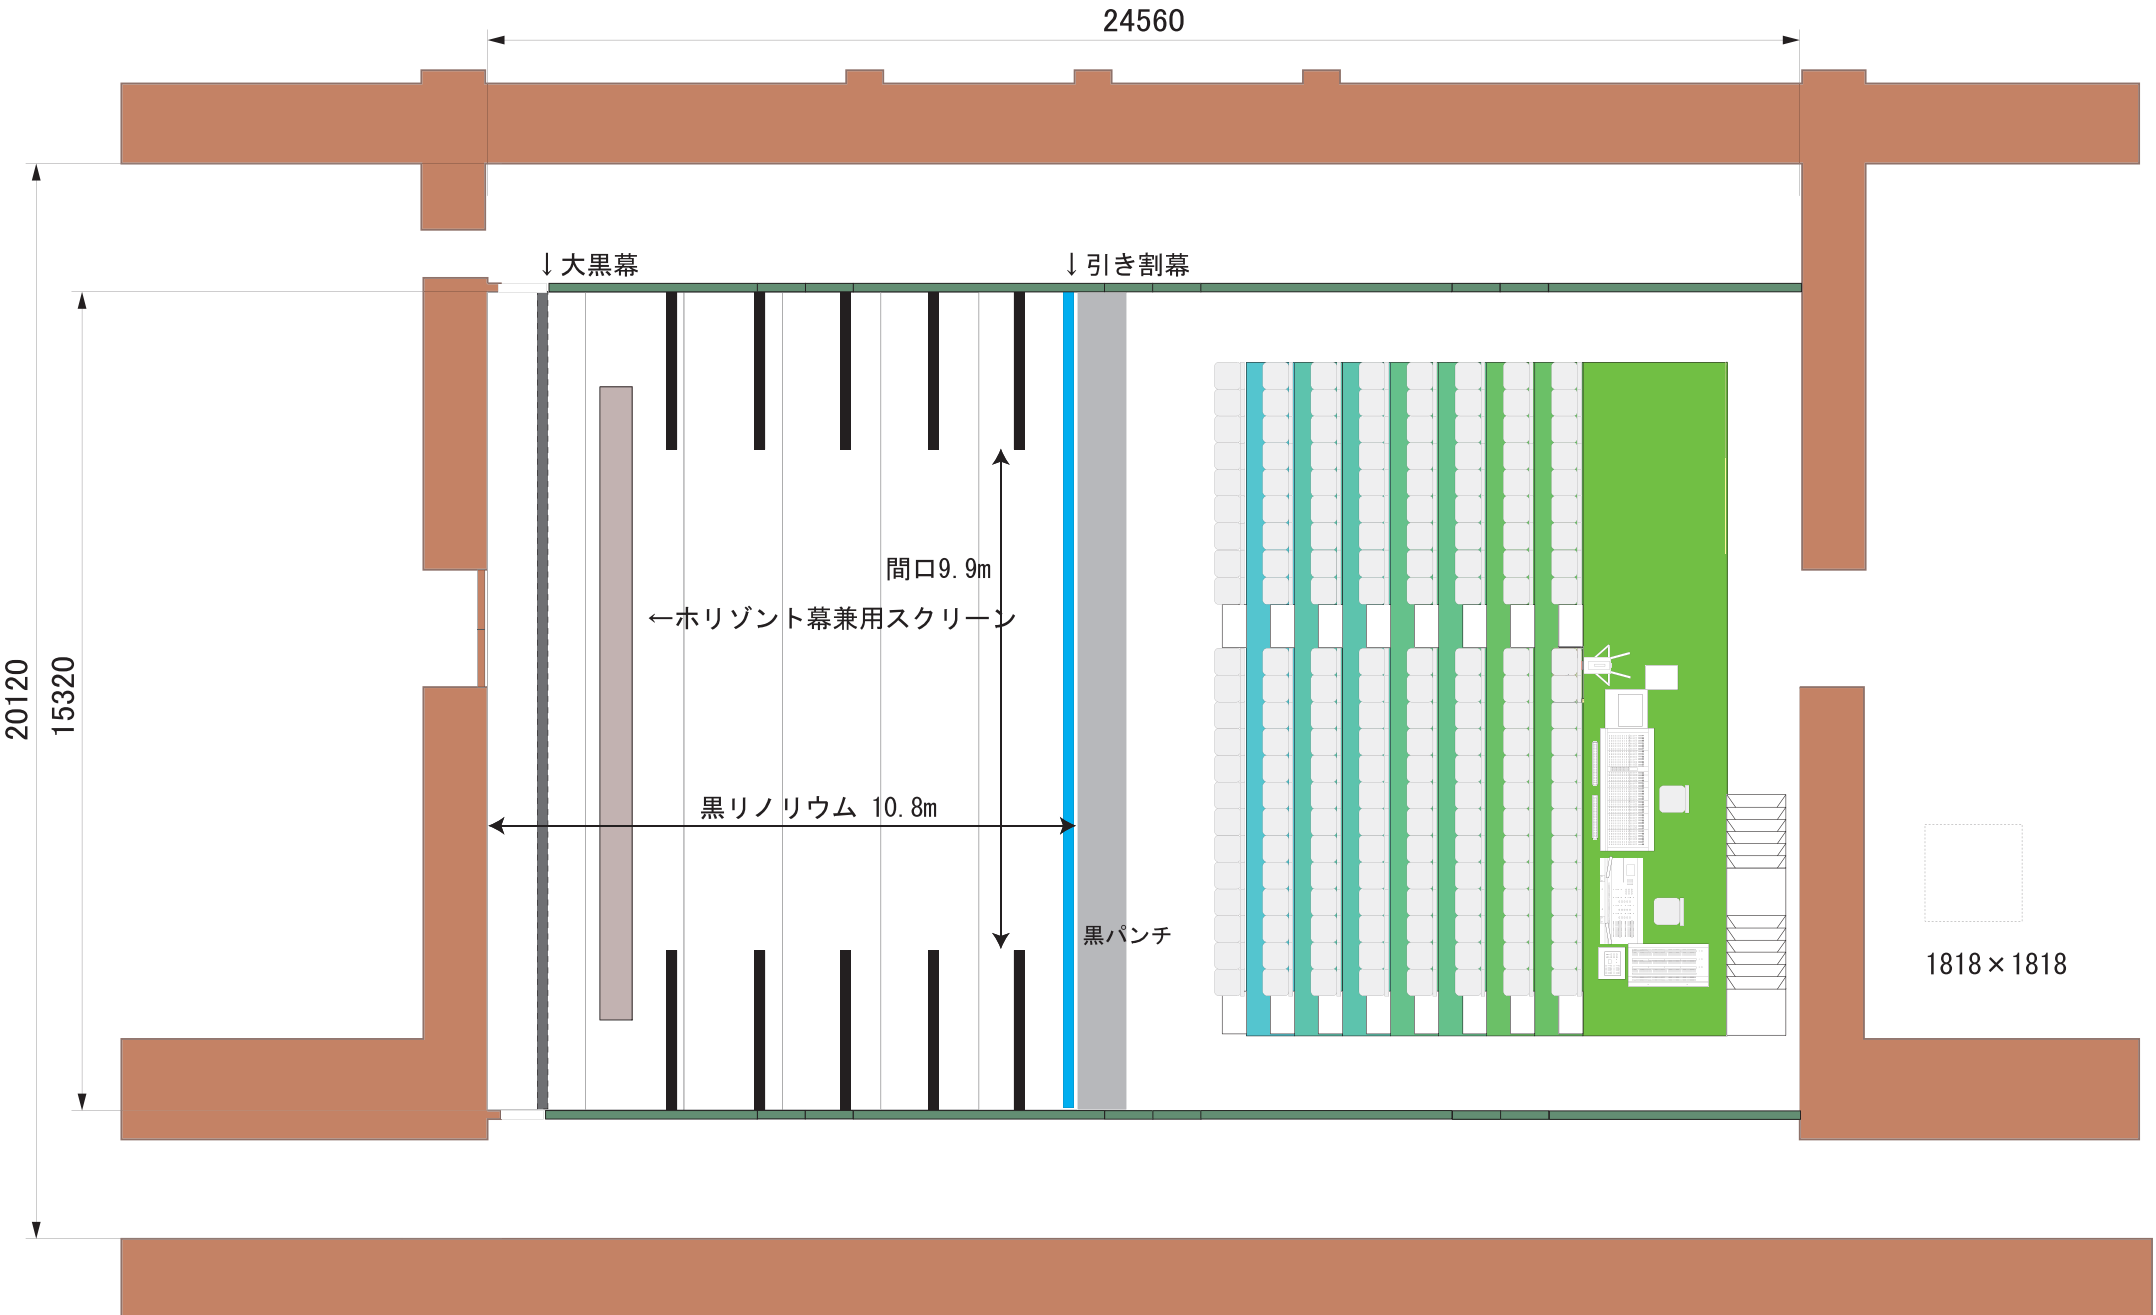 24560
↓大黒幕
↓引き割幕
間口9.9m
←ホリゾント幕兼用スクリーン
20120
15320
黒リノリウム 10.8m
黒パンチ
1818×1818